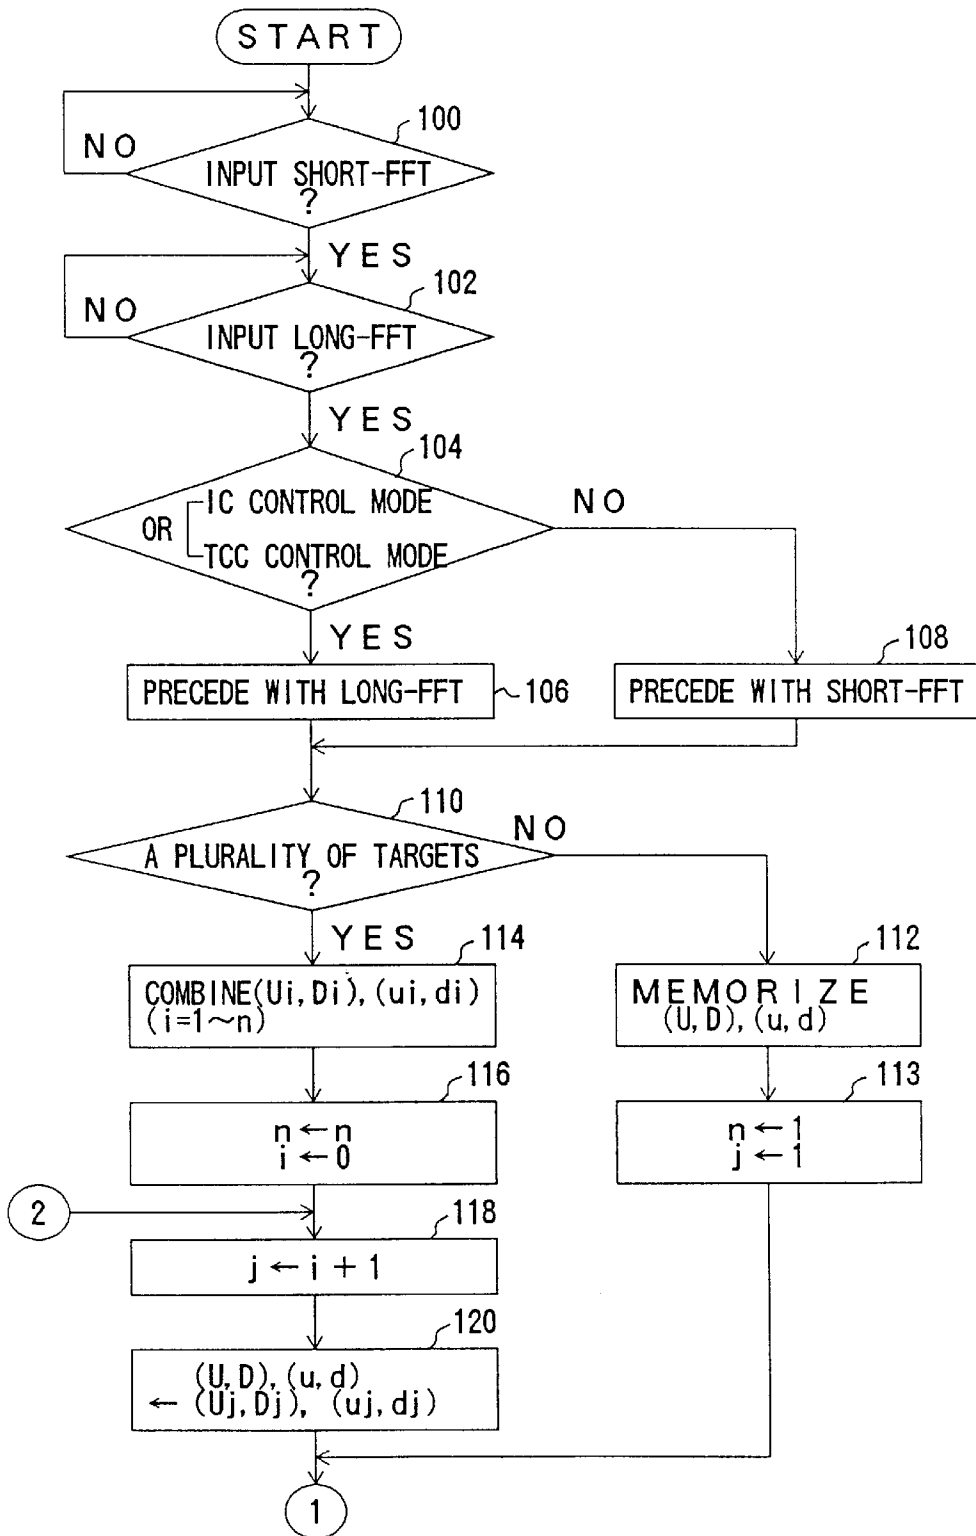 START
100
NO
INPUT SHORT-FFT
?
YES
102
NO
INPUT LONG-FFT
?
YES
104
IC CONTROL MODE
NO
OR
TCC CONTROL MODE
?
YES
108
PRECEDE WITH LONG-FFT
106
PRECEDE WITH SHORT-FFT
110
NO
A PLURALITY OF TARGETS
?
YES
114
112
COMBINE(Ui, Di), (ui, di)
(i=1~n)
MEMORIZE
(U, D), (u, d)
116
113
n ← n
i ← 0
n ← 1
j ← 1
2
118
j ← i + 1
120
(U, D), (u, d)
← (Uj, Dj), (uj, dj)
1